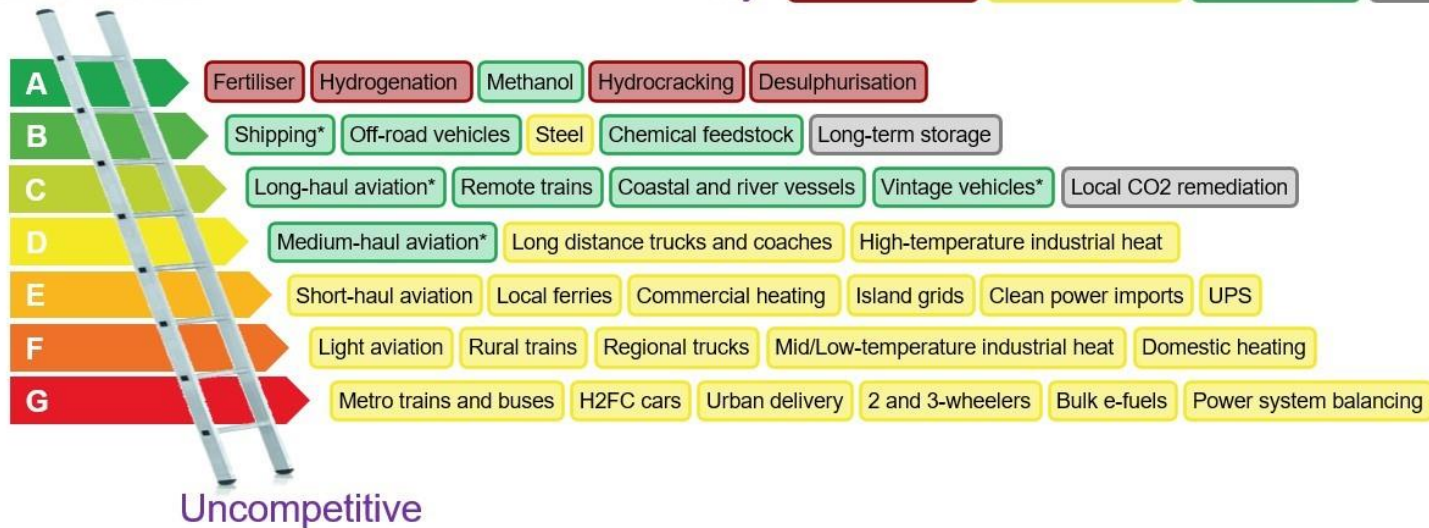 A Fertiliser Hydrogenation Methanol Hydrocracking Desulphurisation
B Shipping* Off-road vehicles Steel Chemical feedstock Long-term storage
C Long-haul aviation* Remote trains Coastal and river vessels Vintage vehicles* Local CO2 remediation
D Medium-haul aviation* Long distance trucks and coaches High-temperature industrial heat
E Short-haul aviation Local ferries Commercial heating Island grids Clean power imports UPS
F Light aviation Rural trains Regional trucks Mid/Low-temperature industrial heat Domestic heating
G Metro trains and buses H2FC cars Urban delivery 2 and 3-wheelers Bulk e-fuels Power system balancing
Uncompetitive